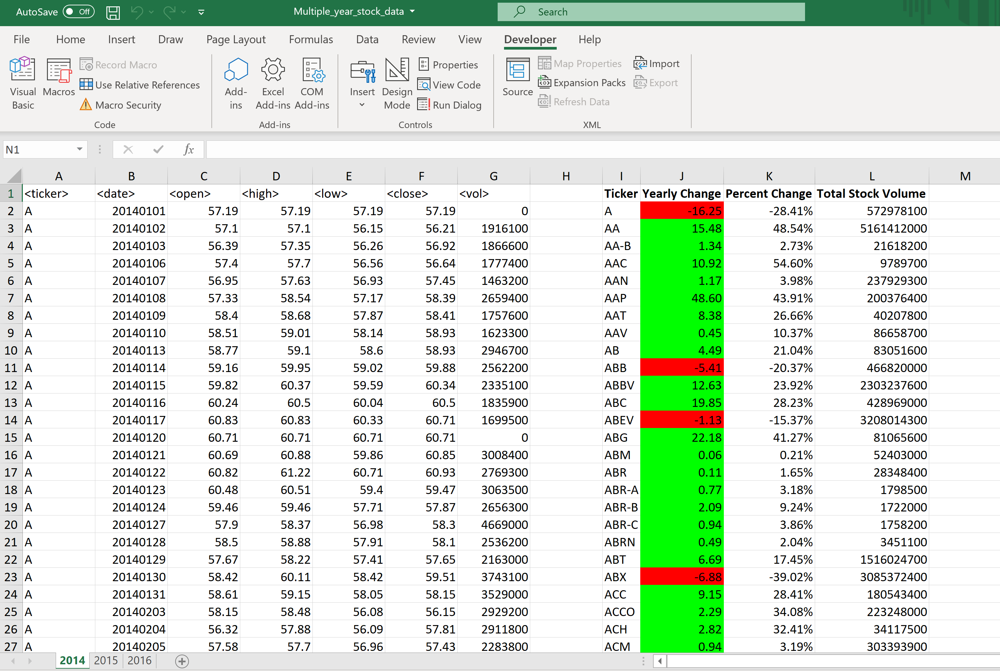 AutoSave Off Multiple_year_stock_data Search
File Home Insert Draw Page Layout Formulas Data Review View Developer Help
Visual Basic
Macros
Record Macro
Use Relative References
Macro Security
Code
Add-ins
Excel Add-ins
COM Add-ins
Add-ins
Insert
Design Mode
Properties
View Code
Run Dialog
Controls
Source
Map Properties
Expansion Packs
Refresh Data
Import
Export
XML
N1 fx
A B C D E F G H I J K L M
1 <ticker> <date> <open> <high> <low> <close> <vol> Ticker Yearly Change Percent Change Total Stock Volume
2 A 20140101 57.19 57.19 57.19 57.19 0 A -16.25 -28.41% 572978100
3 A 20140102 57.1 57.1 56.15 56.21 1916100 AA 15.48 48.54% 5161412000
4 A 20140103 56.39 57.35 56.26 56.92 1866600 AA-B 1.34 2.73% 21618200
5 A 20140106 57.4 57.7 56.56 56.64 1777400 AAC 10.92 54.60% 9789700
6 A 20140107 56.95 57.63 56.93 57.45 1463200 AAN 1.17 3.98% 237929300
7 A 20140108 57.33 58.54 57.17 58.39 2659400 AAP 48.60 43.91% 200376400
8 A 20140109 58.4 58.68 57.87 58.41 1757600 AAT 8.38 26.66% 40207800
9 A 20140110 58.51 59.01 58.14 58.93 1623300 AAV 0.45 10.37% 86658700
10 A 20140113 58.77 59.1 58.6 58.93 2946700 AB 4.49 21.04% 83051600
11 A 20140114 59.16 59.95 59.02 59.88 2562200 ABB -5.41 -20.37% 466820000
12 A 20140115 59.82 60.37 59.59 60.34 2335100 ABBV 12.63 23.92% 2303237600
13 A 20140116 60.24 60.5 60.04 60.5 1835900 ABC 19.85 28.23% 428969000
14 A 20140117 60.83 60.83 60.33 60.71 1699500 ABEV -1.13 -15.37% 3208014300
15 A 20140120 60.71 60.71 60.71 60.71 0 ABG 22.18 41.27% 81065600
16 A 20140121 60.69 60.88 59.86 60.85 3008400 ABM 0.06 0.21% 52403000
17 A 20140122 60.82 61.22 60.71 60.93 2769300 ABR 0.11 1.65% 28348400
18 A 20140123 60.48 60.51 59.4 59.47 3063500 ABR-A 0.77 3.18% 1798500
19 A 20140124 59.46 59.46 57.71 57.87 2656300 ABR-B 2.09 9.24% 1722000
20 A 20140127 57.9 58.37 56.98 58.3 4669000 ABR-C 0.94 3.86% 1758200
21 A 20140128 58.5 58.88 57.91 58.1 2536200 ABRN 0.49 2.04% 3451100
22 A 20140129 57.67 58.22 57.41 57.65 2163000 ABT 6.69 17.45% 1516024700
23 A 20140130 58.42 60.11 58.42 59.51 3743100 ABX -6.88 -39.02% 3085372400
24 A 20140131 58.61 59.15 58.05 58.15 3529000 ACC 9.15 28.41% 180543400
25 A 20140203 58.15 58.48 56.08 56.15 2929200 ACCO 2.29 34.08% 223248000
26 A 20140204 56.32 57.88 56.09 57.81 2911800 ACH 2.82 32.41% 34117500
27 A 20140205 57.58 57.7 56.96 57.43 2283800 ACM 0.94 3.19% 303393900
2014 2015 2016